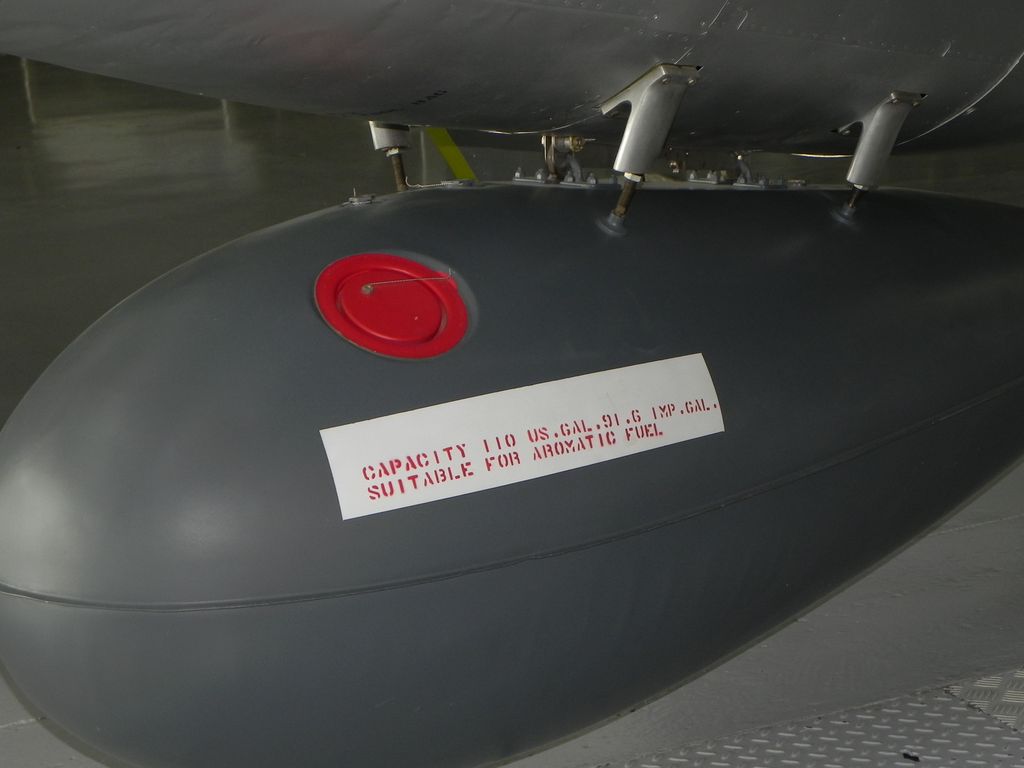 CAPACITY 110 US.GAL.91.6 IMP.GAL.
SUITABLE FOR AROMATIC FUEL